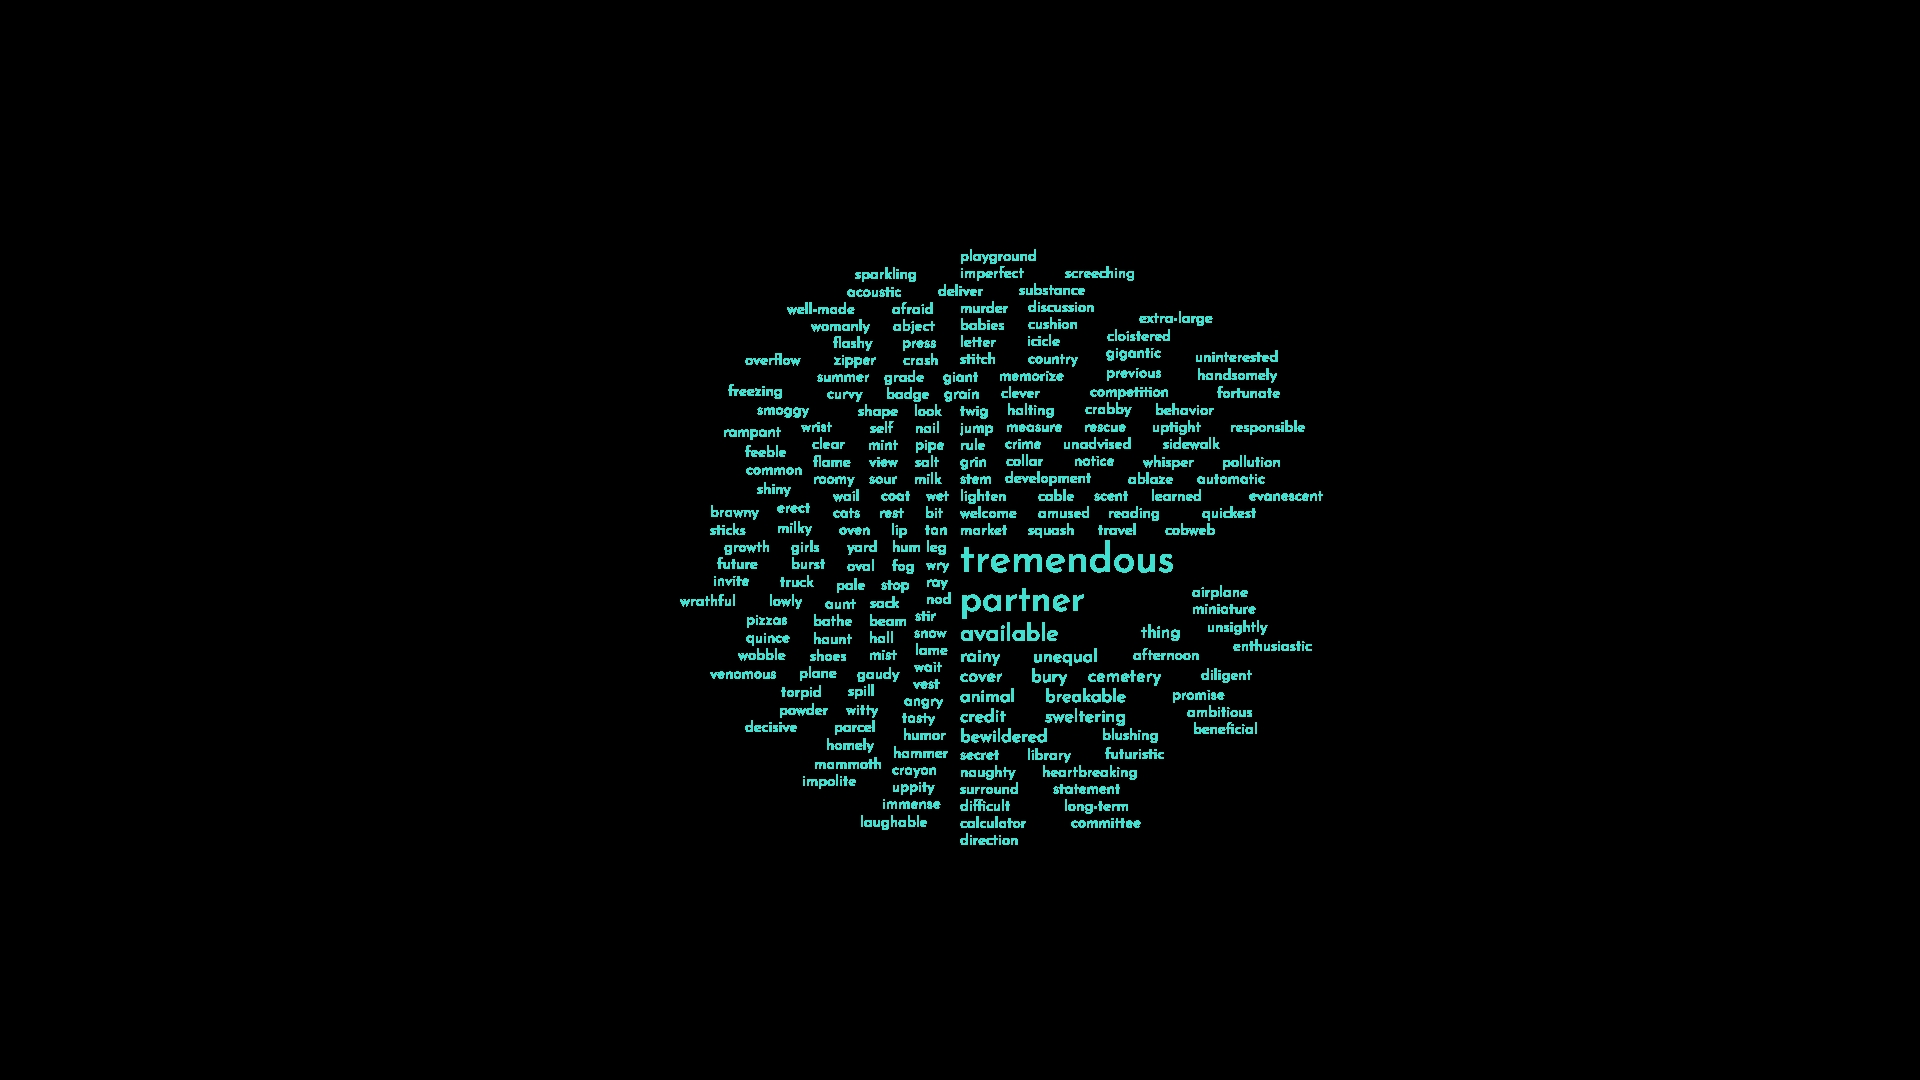 playground
sparkling imperfect screeching
acoustic deliver substance
well-made afraid murder discussion
womanly abject babies cushion extra-large
flashy press letter icicle cloistered
overflow zipper crash stitch country gigantic uninterested
summer grade giant memorize previous handsomely
freezing curvy badge grain clever competition fortunate
smoggy shape look twig halting crabby behavior
rampant wrist self nail jump measure rescue uptight responsible
feeble clear mint pipe rule crime unadvised sidewalk
common flame view salt grin collar notice whisper pollution
shiny roomy sour milk stem development ablaze automatic
wail coat wet lighten cable scent learned evanescent
brawny erect cats rest bit welcome amused reading quickest
sticks milky oven lip tan market squash travel cobweb
growth girls yard hum leg tremendous
future burst oval fog wry
invite truck pale stop ray
wrathful lowly aunt sack nod partner airplane
miniature
pizzas bathe beam stir unsightly
quince haunt hall snow available thing
wobble shoes mist lame rainy unequal afternoon enthusiastic
venomous plane gaudy wait cover bury cemetery diligent
torpid spill vest animal breakable promise
powder witty angry credit sweltering ambitious
decisive parcel tasty bewildered blushing beneficial
homely humor secret library futuristic
mammoth hammer naughty heartbreaking
impolite crayon surround statement
uppity difficult long-term
immense calculator committee
laughable direction